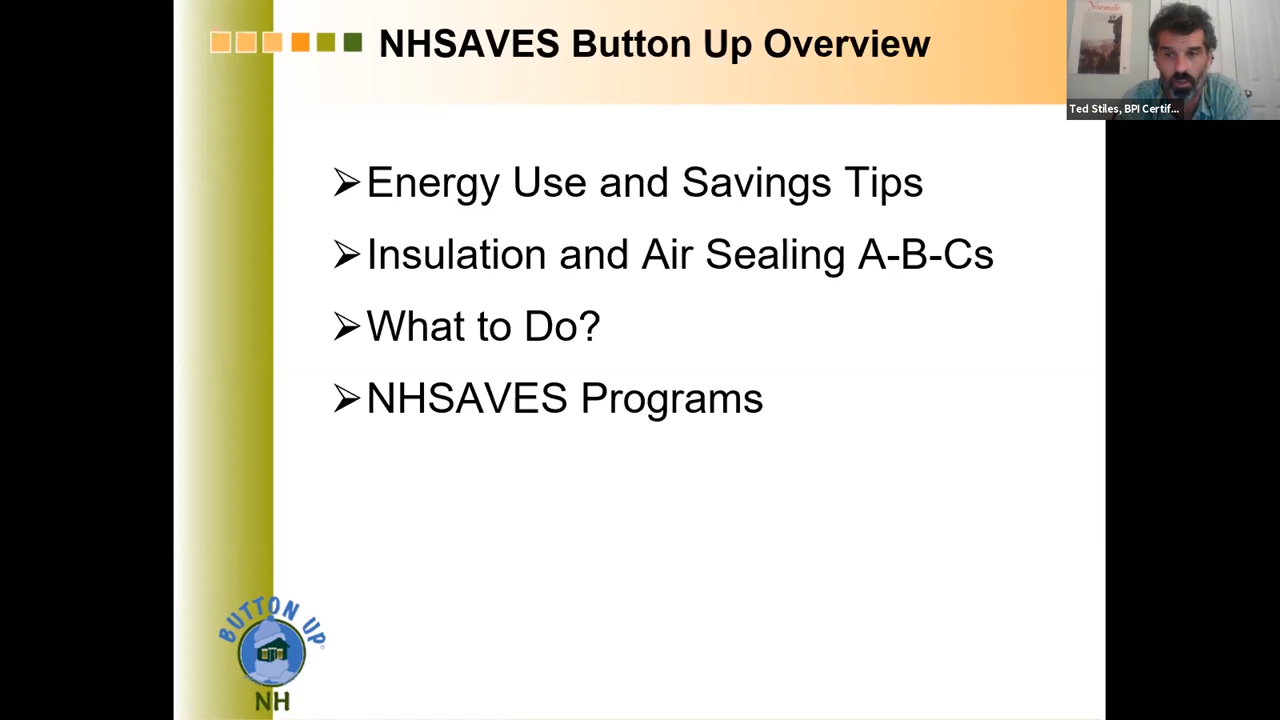 NHSAVES Button Up Overview
Ted Stiles, BPI Certif...
➢Energy Use and Savings Tips
➢Insulation and Air Sealing A-B-Cs
➢What to Do?
➢NHSAVES Programs
BUTTON UP
NH